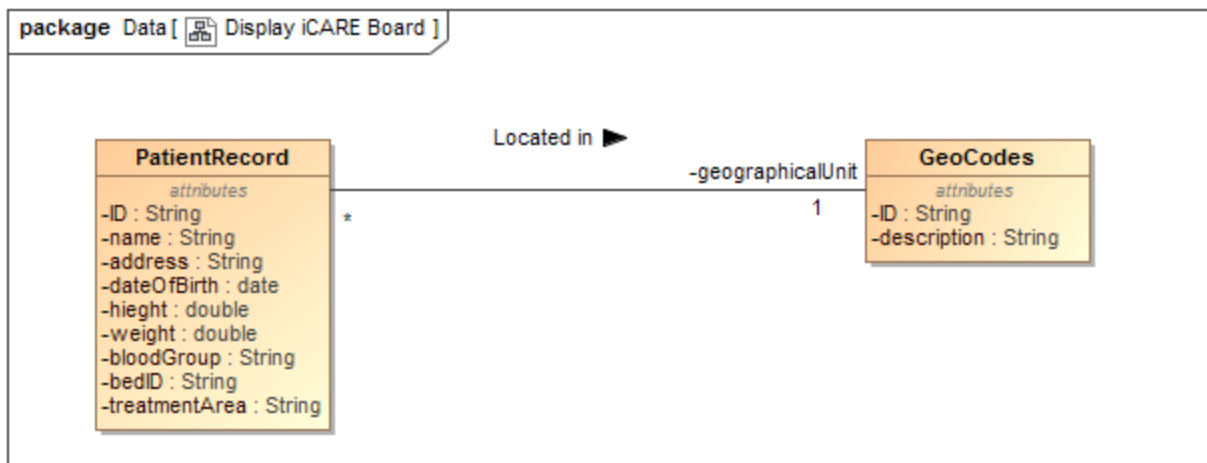 package Data [ Display iCARE Board ]
Located in
PatientRecord
attributes
-ID : String
-name : String
-address : String
-dateOfBirth : date
-hieght : double
-weight : double
-bloodGroup : String
-bedID : String
-treatmentArea : String
*
-geographicalUnit
1
GeoCodes
attributes
-ID : String
-description : String